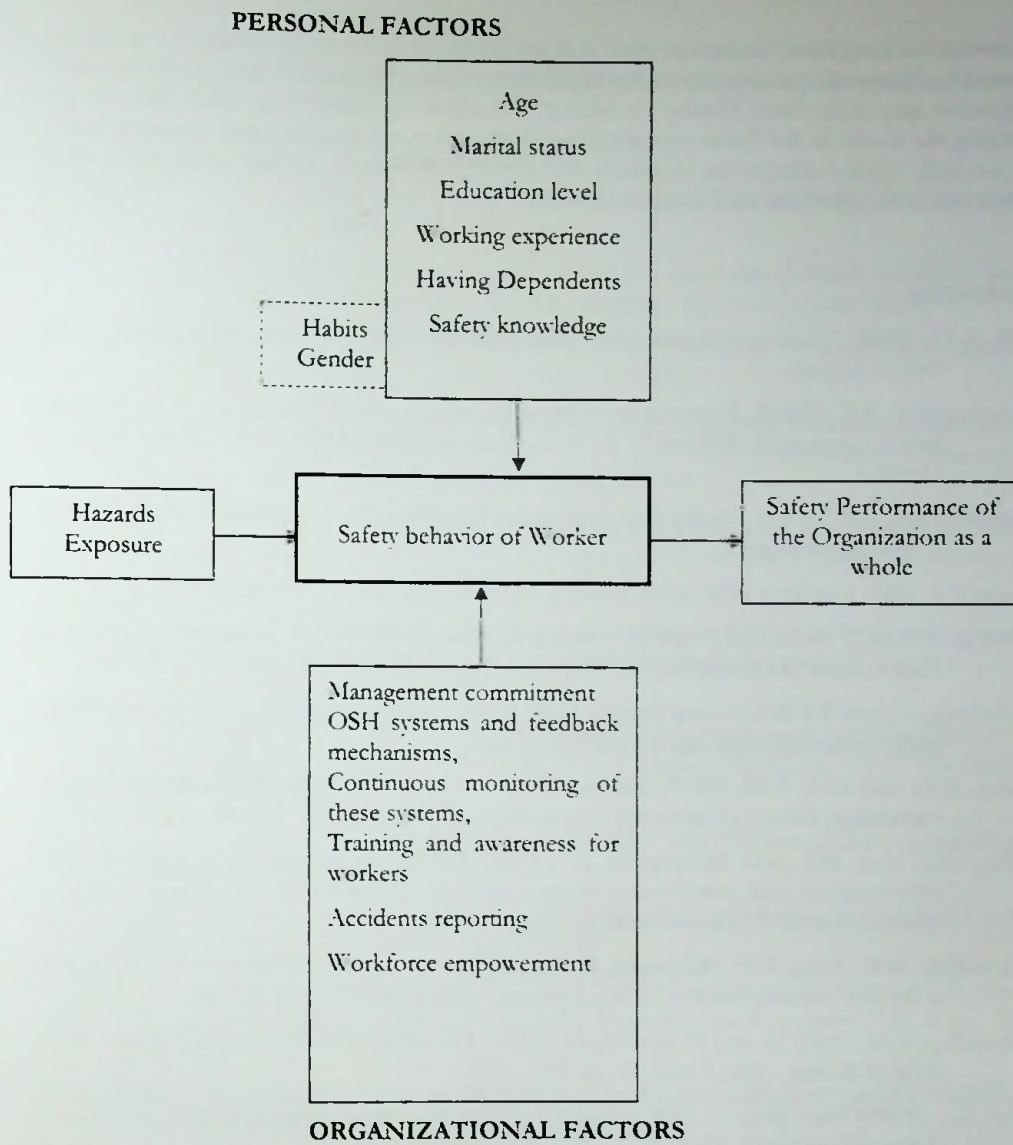 PERSONAL FACTORS
Age
Marital status
Education level
Working experience
Having Dependents
Safety knowledge
Habits
Gender
Hazards
Exposure
Safety behavior of Worker
Safety Performance of
the Organization as a
whole
Management commitment
OSH systems and feedback
mechanisms,
Continuous monitoring of
these systems,
Training and awareness for
workers
Accidents reporting
Workforce empowerment
ORGANIZATIONAL FACTORS